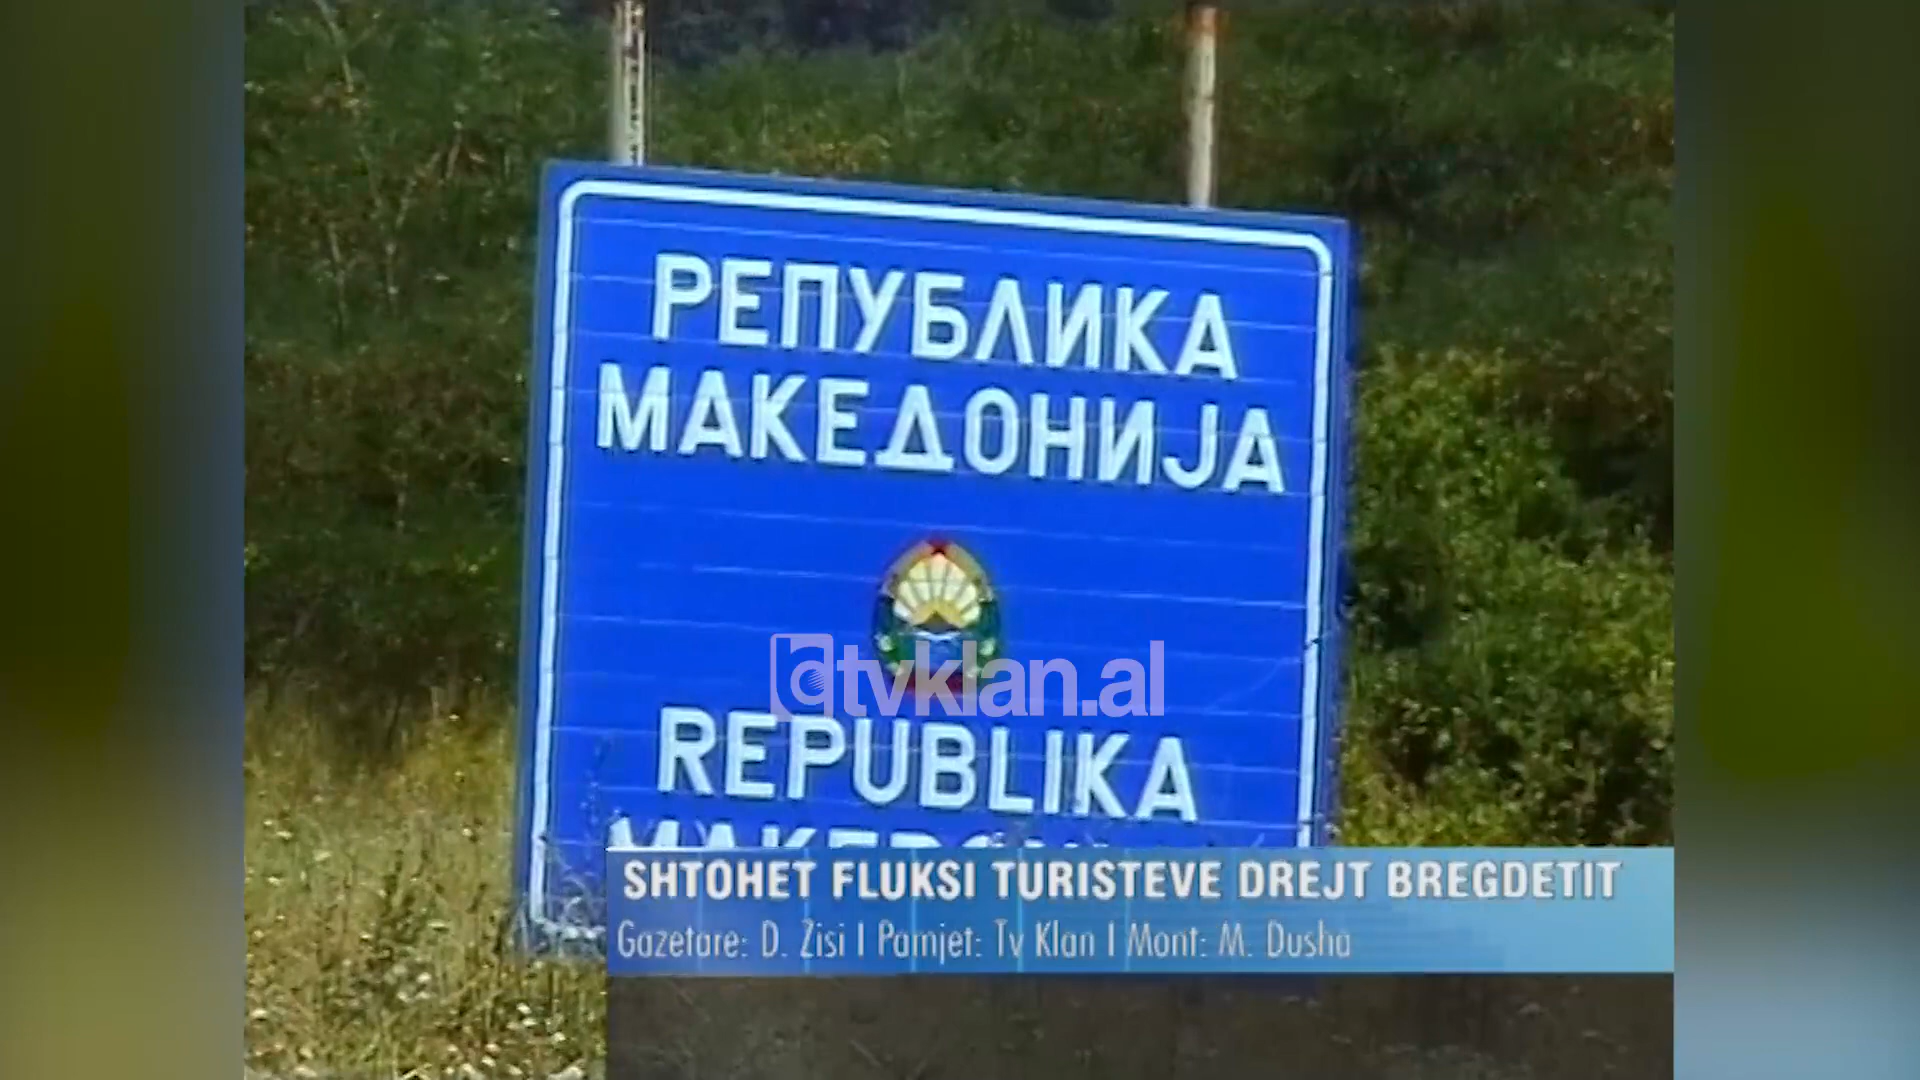 РЕПУБЛИКА
МАКЕДОНИЈА
tvklan.al
REPUBLIKA
SHTOHET FLUKSI TURISTEVE DREJT BREGDETIT
Gazetare: D. Zisi I Pamjet: Tv Klan I Mont: M. Dusha